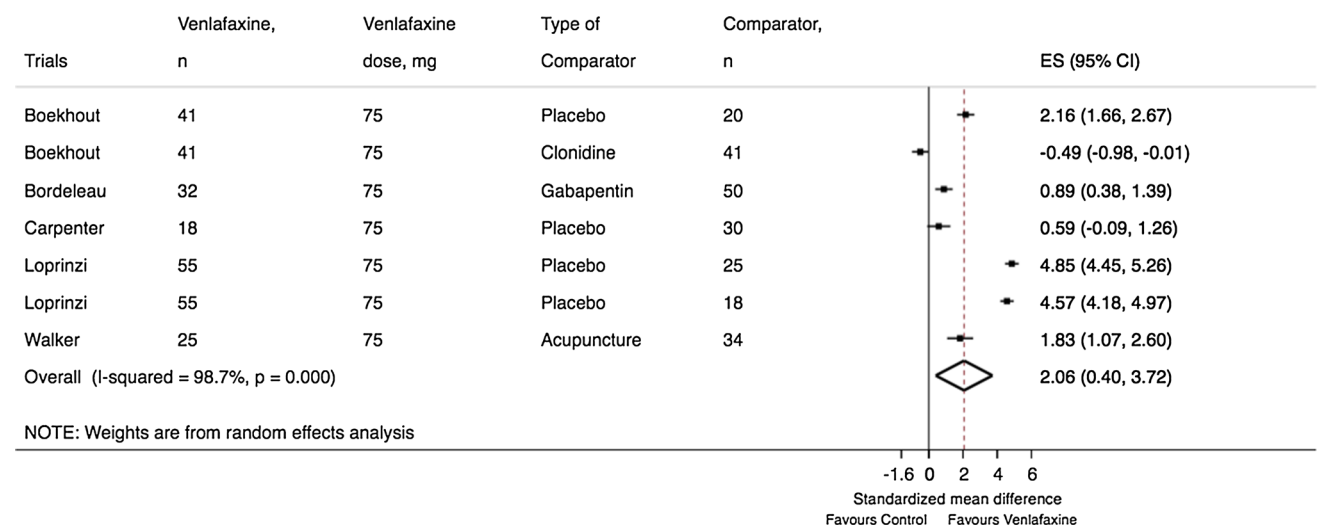 Venlafaxine, Venlafaxine Type of Comparator,
Trials n dose, mg Comparator n ES (95% CI)
Boekhout 41 75 Placebo 20 2.16 (1.66, 2.67)
Boekhout 41 75 Clonidine 41 -0.49 (-0.98, -0.01)
Bordeleau 32 75 Gabapentin 50 0.89 (0.38, 1.39)
Carpenter 18 75 Placebo 30 0.59 (-0.09, 1.26)
Loprinzi 55 75 Placebo 25 4.85 (4.45, 5.26)
Loprinzi 55 75 Placebo 18 4.57 (4.18, 4.97)
Walker 25 75 Acupuncture 34 1.83 (1.07, 2.60)
Overall (I-squared = 98.7%, p = 0.000) 2.06 (0.40, 3.72)
NOTE: Weights are from random effects analysis
-1.6 0 2 4 6
Standardized mean difference
Favours Control Favours Venlafaxine